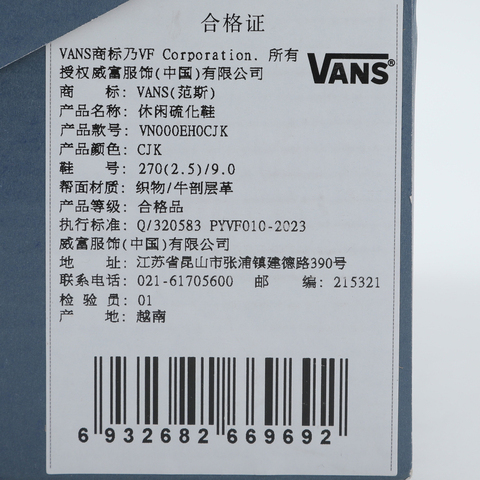 合格证
VANS商标乃VF Corporation. 所有
授权威富服饰(中国)有限公司
VANS®
商 标: VANS(范斯)
产品名称: 休闲硫化鞋
产品款号: VN000EH0CJK
产品颜色: CJK
鞋 号: 270(2.5)/9.0
帮面材质: 织物/牛剖层革
产品等级: 合格品
执行标准: Q/320583 PYVF010-2023
威富服饰(中国)有限公司
地 址: 江苏省昆山市张浦镇建德路390号
联系电话: 021-61705600 邮 编: 215321
检 验 员: 01
产 地: 越南
6 932682 669692